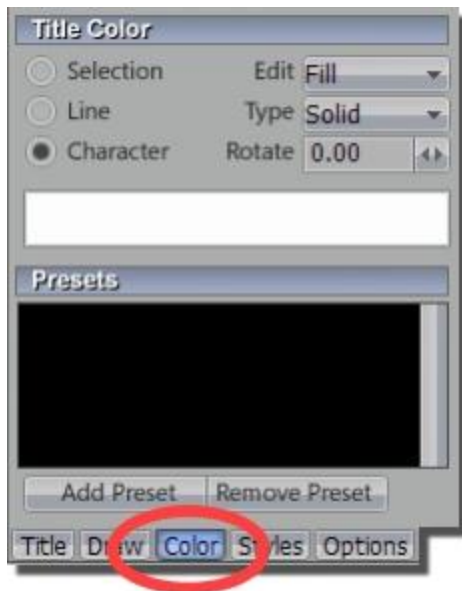 Title Color
Selection Edit Fill
Line Type Solid
Character Rotate 0.00
Presets
Add Preset Remove Preset
Title Draw Color Styles Options